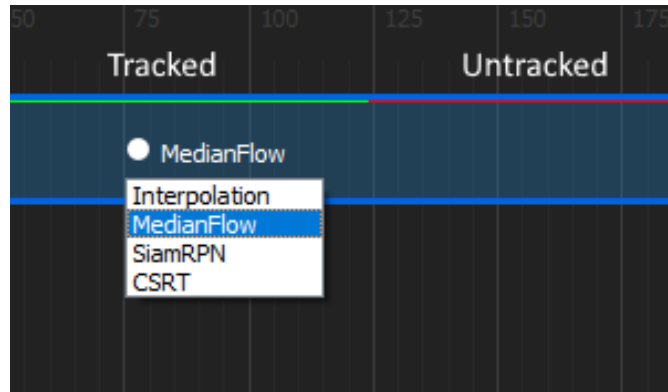 50 75 100 125 150 175
Tracked Untracked
MedianFlow
Interpolation
MedianFlow
SiamRPN
CSRT